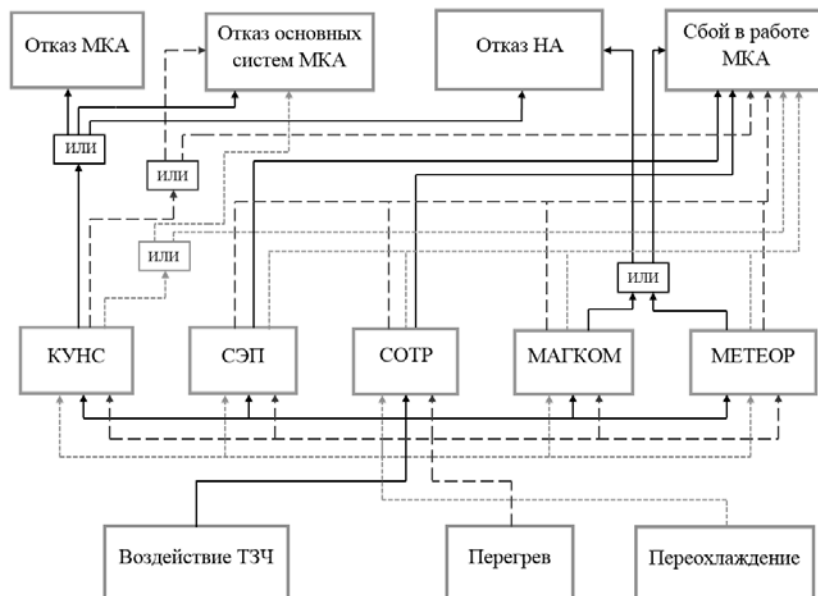 Отказ МКА
Отказ основных
систем МКА
Отказ НА
Сбой в работе
МКА
ИЛИ
ИЛИ
ИЛИ
ИЛИ
КУНС
СЭП
СОТР
МАГКОМ
МЕТЕОР
Воздействие ТЗЧ
Перегрев
Переохлаждение